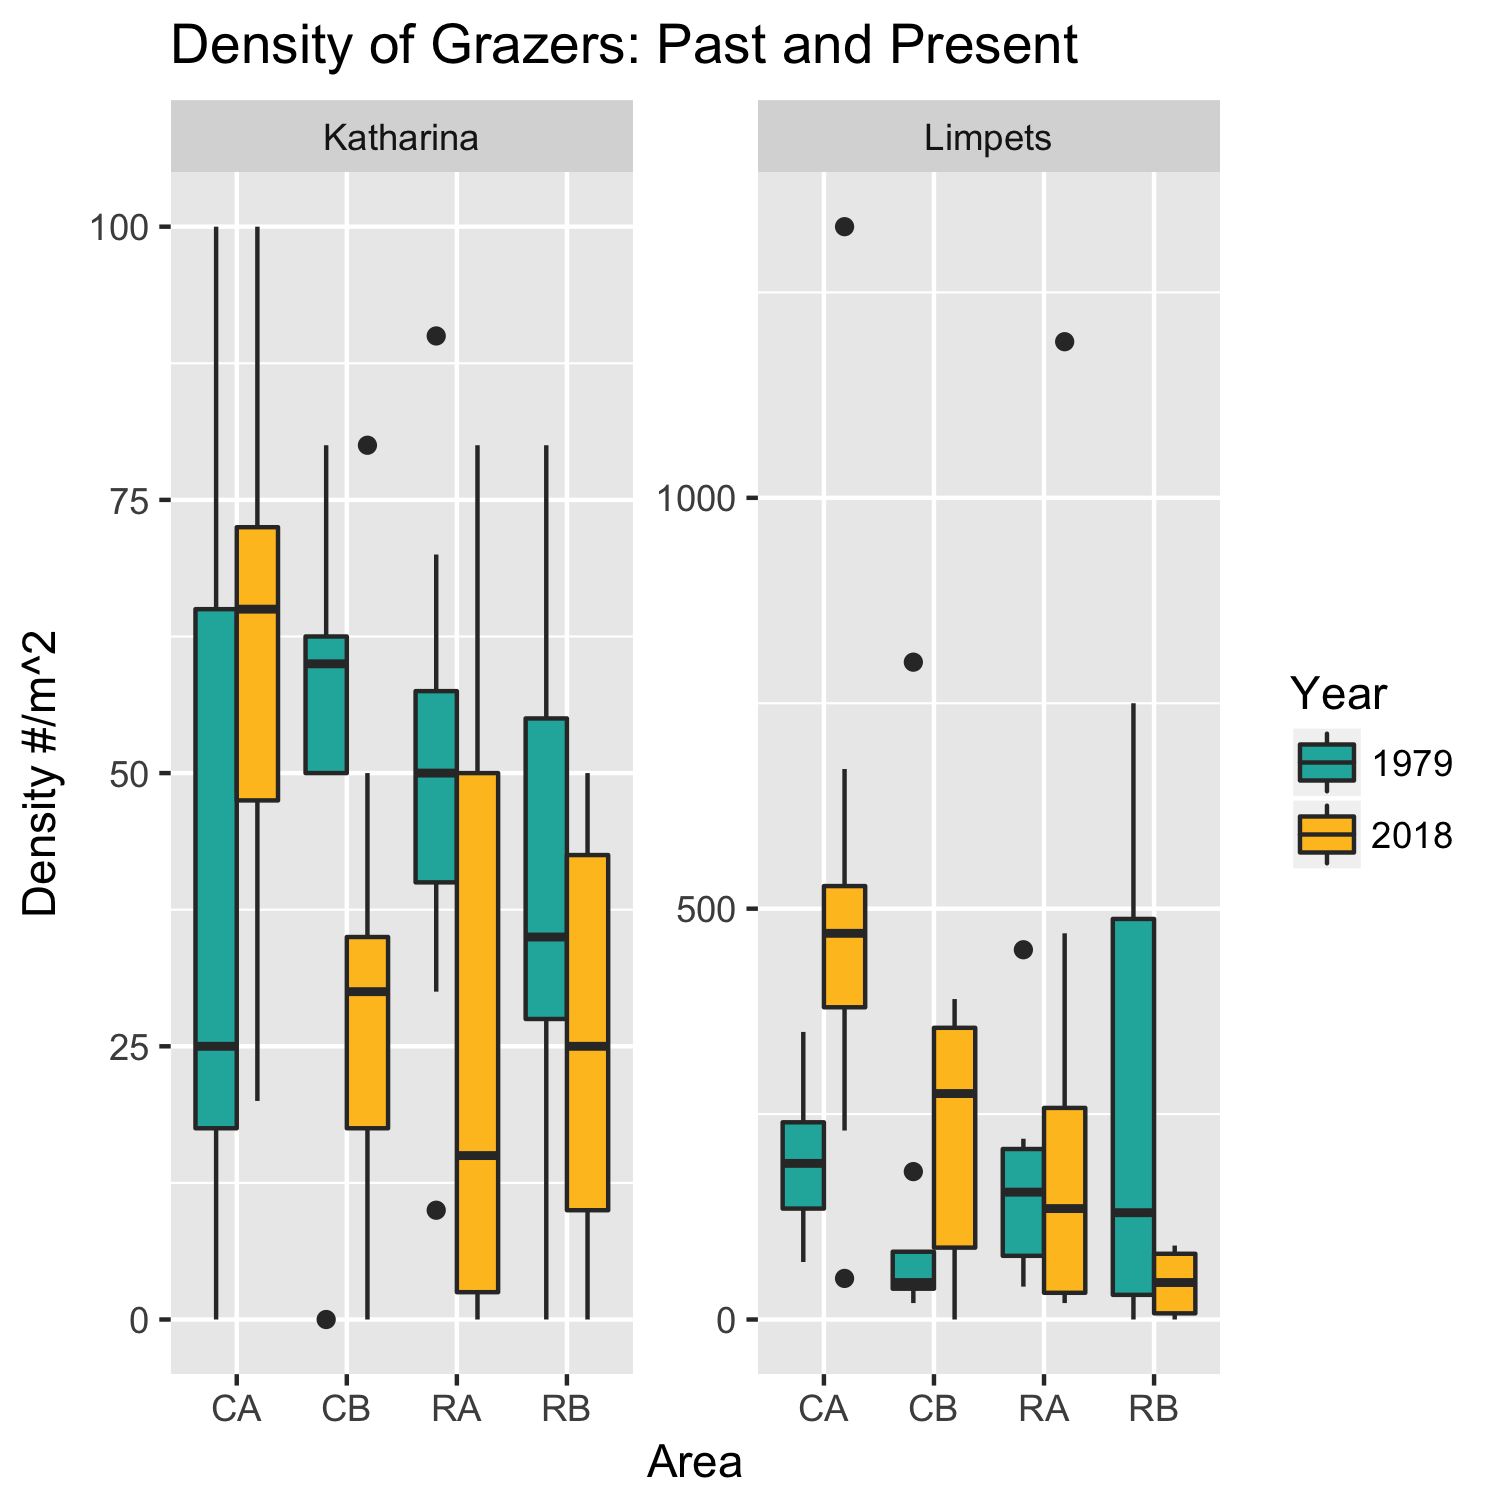 Density of Grazers: Past and Present
Katharina
Limpets
Density #/m^2
100
75
50
25
0
1000
500
0
CA
CB
RA
RB
CA
CB
RA
RB
Area
Year
1979
2018